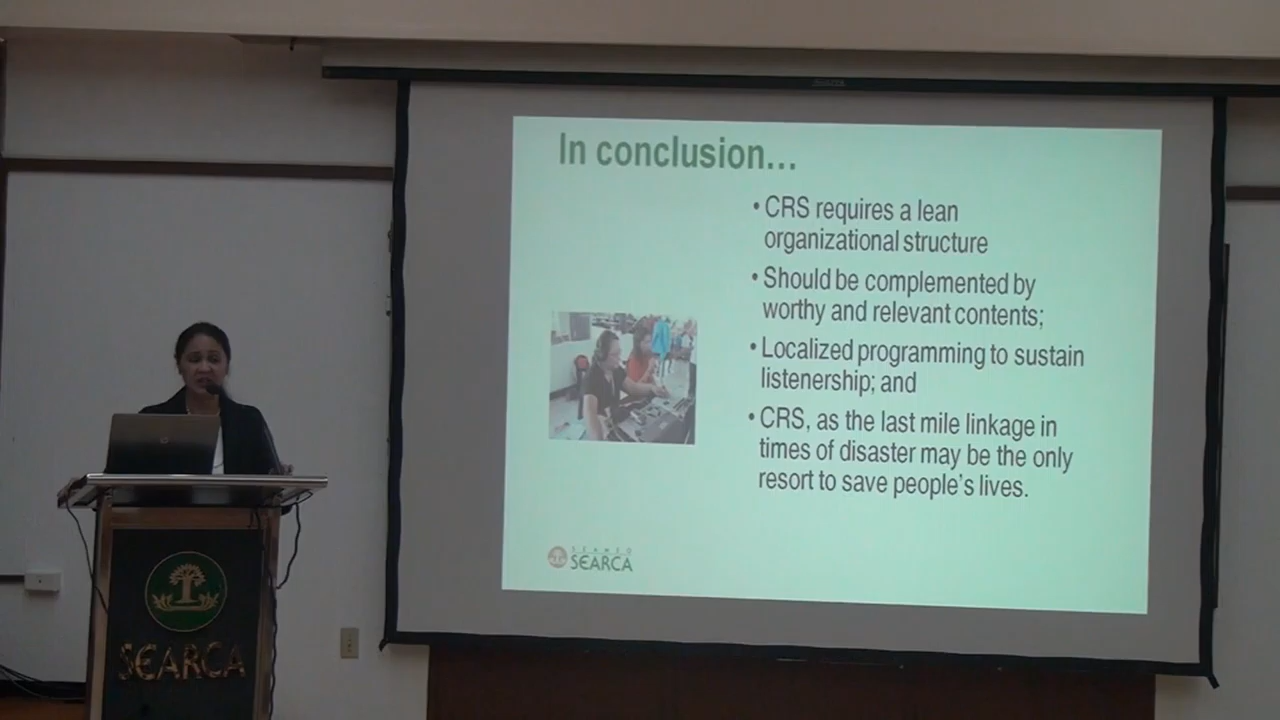 In conclusion...
• CRS requires a lean
organizational structure
• Should be complemented by
worthy and relevant contents;
• Localized programming to sustain
listenership; and
• CRS, as the last mile linkage in
times of disaster may be the only
resort to save people's lives.
SEAMEO
SEARCA
SEARCA